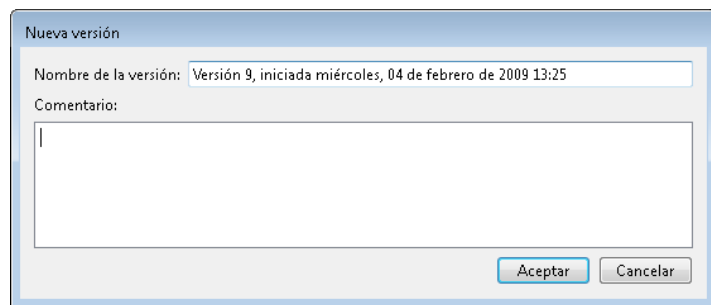 Nueva versión
Nombre de la versión: Versión 9, iniciada miércoles, 04 de febrero de 2009 13:25
Comentario:
Aceptar Cancelar